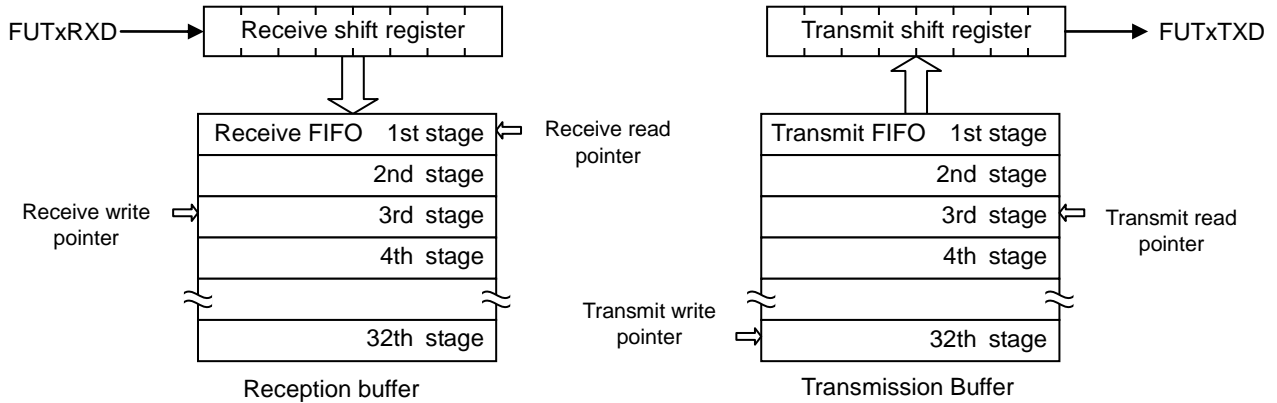 FUTxRXD
Receive shift register
Receive FIFO 1st stage
2nd stage
3rd stage
4th stage
32th stage
Receive read
pointer
Receive write
pointer
Reception buffer
Transmit shift register
FUTxTXD
Transmit FIFO 1st stage
2nd stage
3rd stage
4th stage
32th stage
Transmit read
pointer
Transmit write
pointer
Transmission Buffer